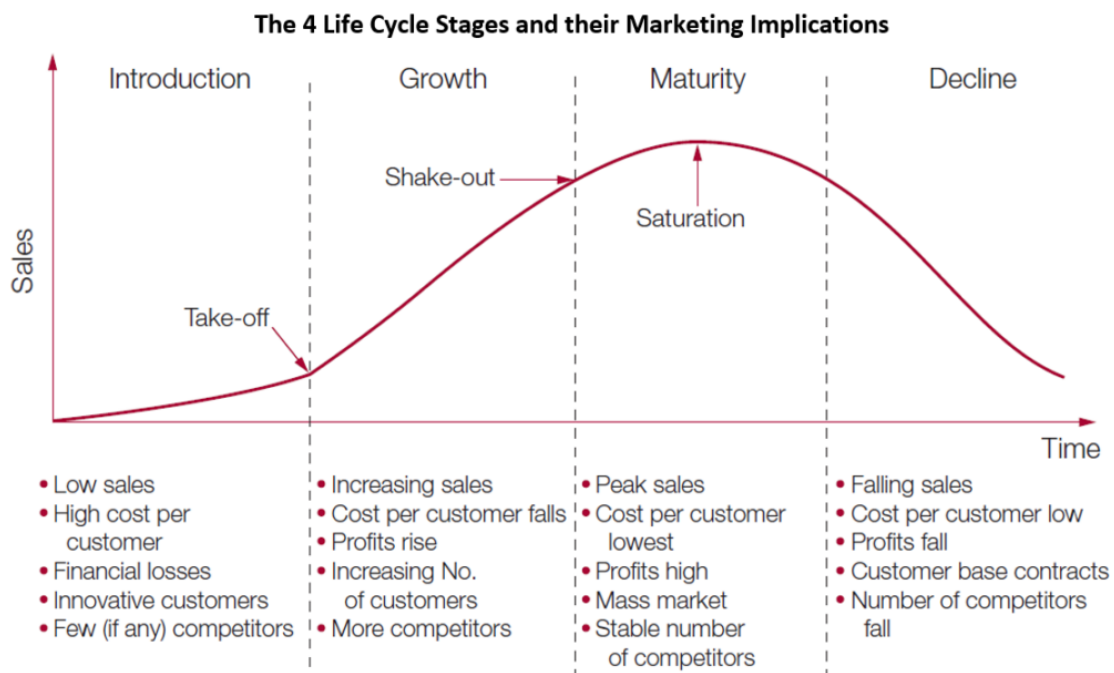 The 4 Life Cycle Stages and their Marketing Implications
Introduction
Growth
Maturity
Decline
Shake-out
Saturation
Take-off
Sales
Time
• Low sales
• High cost per
customer
• Financial losses
• Innovative customers
• Few (if any) competitors
• Increasing sales
• Cost per customer falls
• Profits rise
• Increasing No.
of customers
• More competitors
• Peak sales
• Cost per customer
lowest
• Profits high
• Mass market
• Stable number
of competitors
• Falling sales
• Cost per customer low
• Profits fall
• Customer base contracts
• Number of competitors
fall